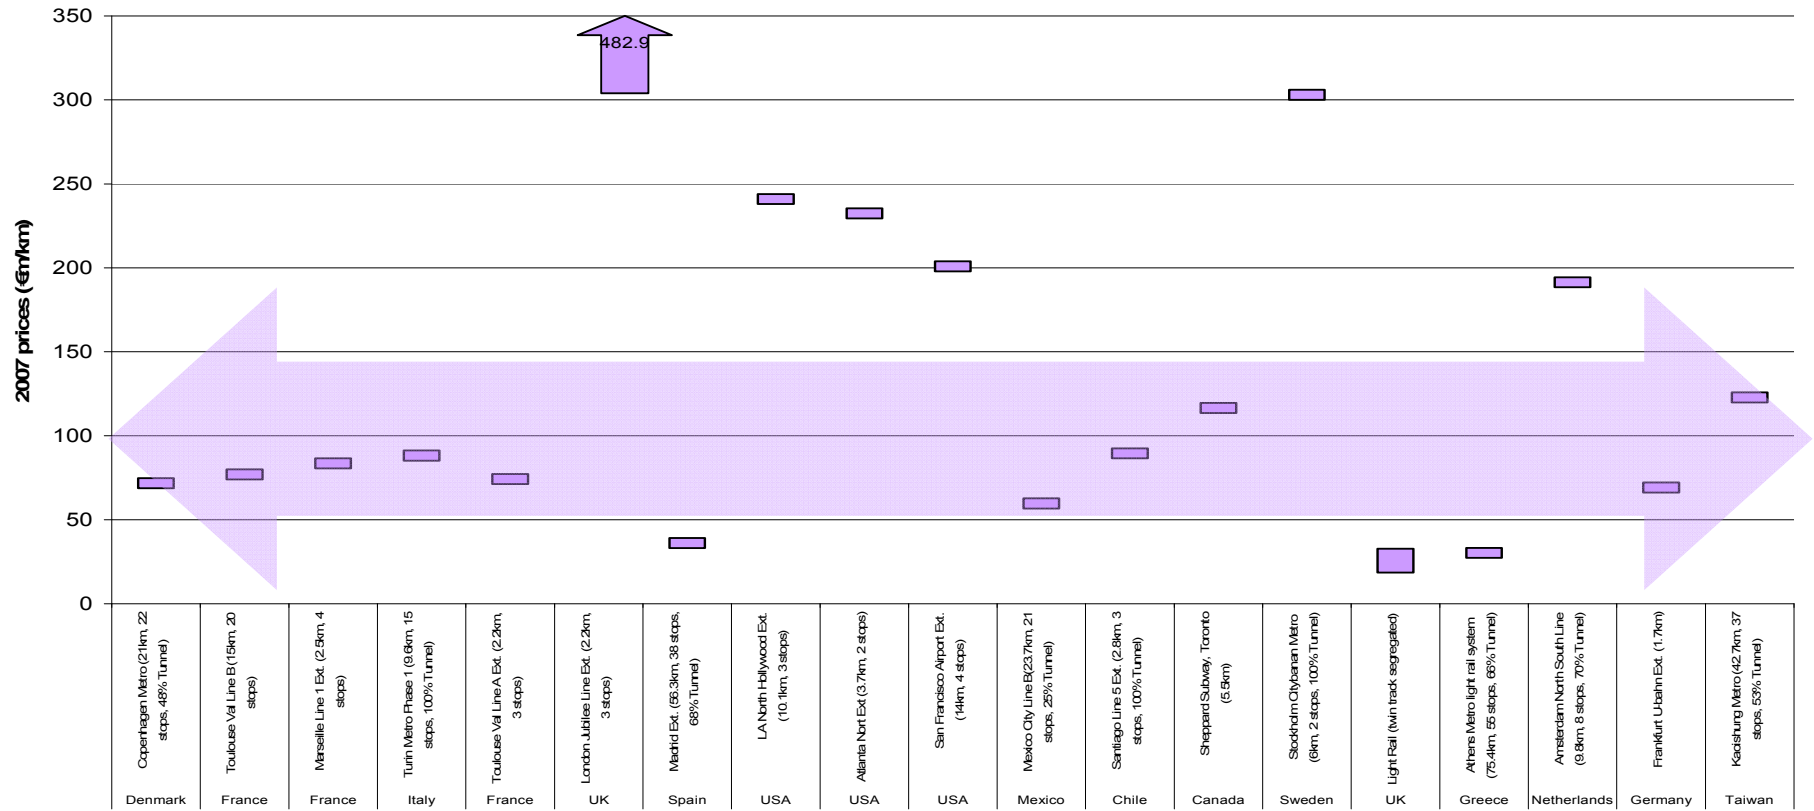 350
300
250
200
150
100
50
0
2007 prices (€m/km)
482.9
Copenhagen Metro (21km, 22
stops, 48% Tunnel)
Toulouse Val Line B (15km, 20
stops)
Marseille Line 1 Ext. (2.5km, 4
stops)
Turin Metro Phase 1 (9.6km, 15
stops, 100% Tunnel)
Toulouse Val Line A Ext. (2.2km,
3 stops)
London Jubilee Line Ext. (2.2km,
3 stops)
Madrid Ext. (56.3km, 38 stops,
68% Tunnel)
LA North Hollywood Ext.
(10.1km, 3 stops)
Atlanta Nort Ext (3.7km, 2 stops)
San Francisco Airport Ext.
(14km, 4 stops)
Mexico City Line B(23.7km, 21
stops, 25% Tunnel)
Santiago Line 5 Ext. (2.8km, 3
stops, 100% Tunnel)
Sheppard Subway, Toronto
(5.5km)
Stockholm Citybanan Metro
(6km, 2 stops, 100% Tunnel)
Light Rail (twin track segregated)
Athens Metro light rail system
(75.4km, 55 stops, 66% Tunnel)
Amsterdam North South Line
(9.8km, 8 stops, 70% Tunnel)
Frankfurt U-bahn Ext. (1.7km)
Kaoishung Metro (42.7km, 37
stops, 53% Tunnel)
Denmark
France
France
Italy
France
UK
Spain
USA
USA
USA
Mexico
Chile
Canada
Sweden
UK
Greece
Netherlands
Germany
Taiwan